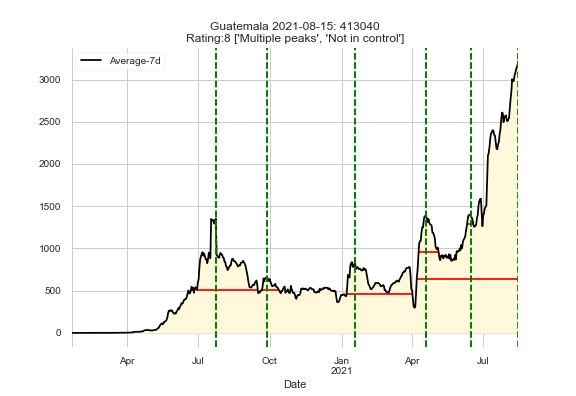 Guatemala 2021-08-15: 413040
Rating:8 ['Multiple peaks', 'Not in control']
Average-7d
3000
2500
2000
1500
1000
500
0
Apr Jul Oct Jan Apr Jul
2021
Date